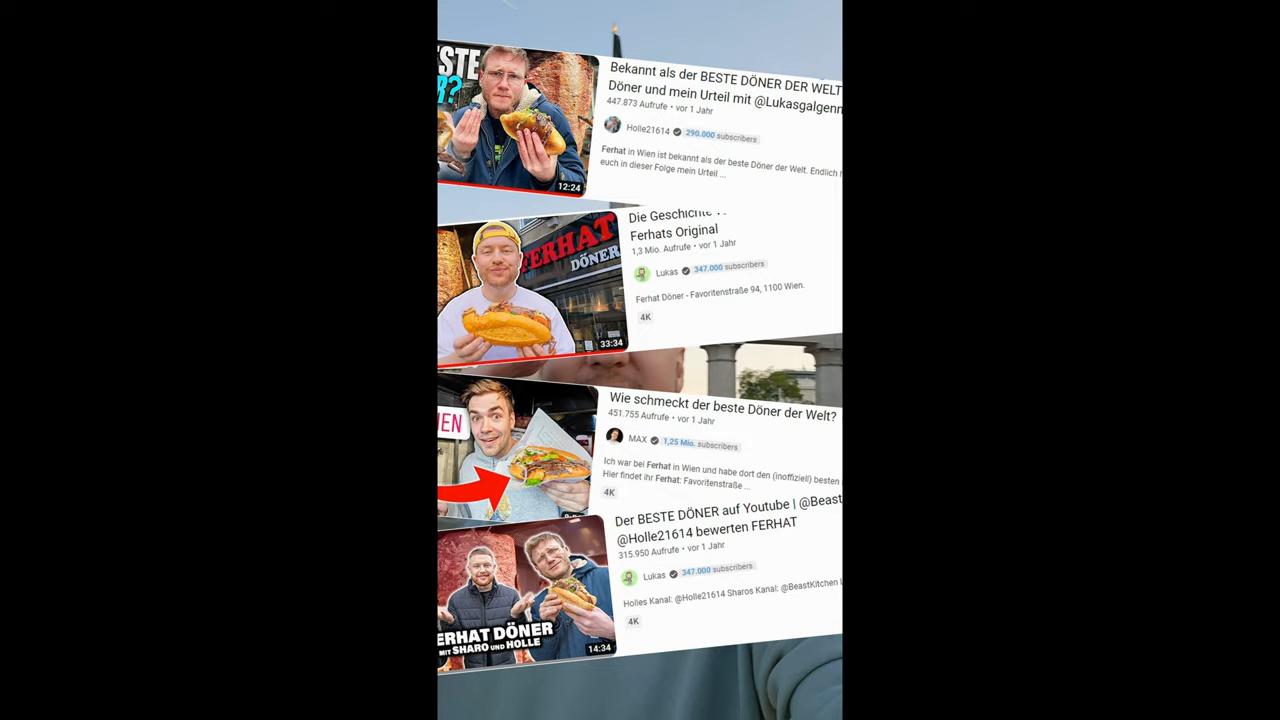 STE
R?
12:24
Bekannt als der BESTE DÖNER DER WELT
Döner und mein Urteil mit @Lukasgalgenm
447.873 Aufrufe • vor 1 Jahr
Holle21614 290.000 subscribers
Ferhat in Wien ist bekannt als der beste Döner der Welt. Endlich
euch in dieser Folge mein Urteil ...
FERHAT
DÖNER
33:34
Die Geschichte
Ferhats Original
1,3 Mio. Aufrufe • vor 1 Jahr
Lukas 347.000 subscribers
Ferhat Döner - Favoritenstraße 94, 1100 Wien.
4K
IEN
Wie schmeckt der beste Döner der Welt?
451.755 Aufrufe • vor 1 Jahr
MAX 1,25 Mio. subscribers
Ich war bei Ferhat in Wien und habe dort den (inoffiziell) besten
Hier findet ihr Ferhat: Favoritenstraße ...
4K
ERHAT DÖNER
MIT SHARO UND HOLLE
14:34
Der BESTE DÖNER auf Youtube | @Beast
@Holle21614 bewerten FERHAT
315.950 Aufrufe • vor 1 Jahr
Lukas 347.000 subscribers
Holles Kanal: @Holle21614 Sharos Kanal: @BeastKitchen
4K